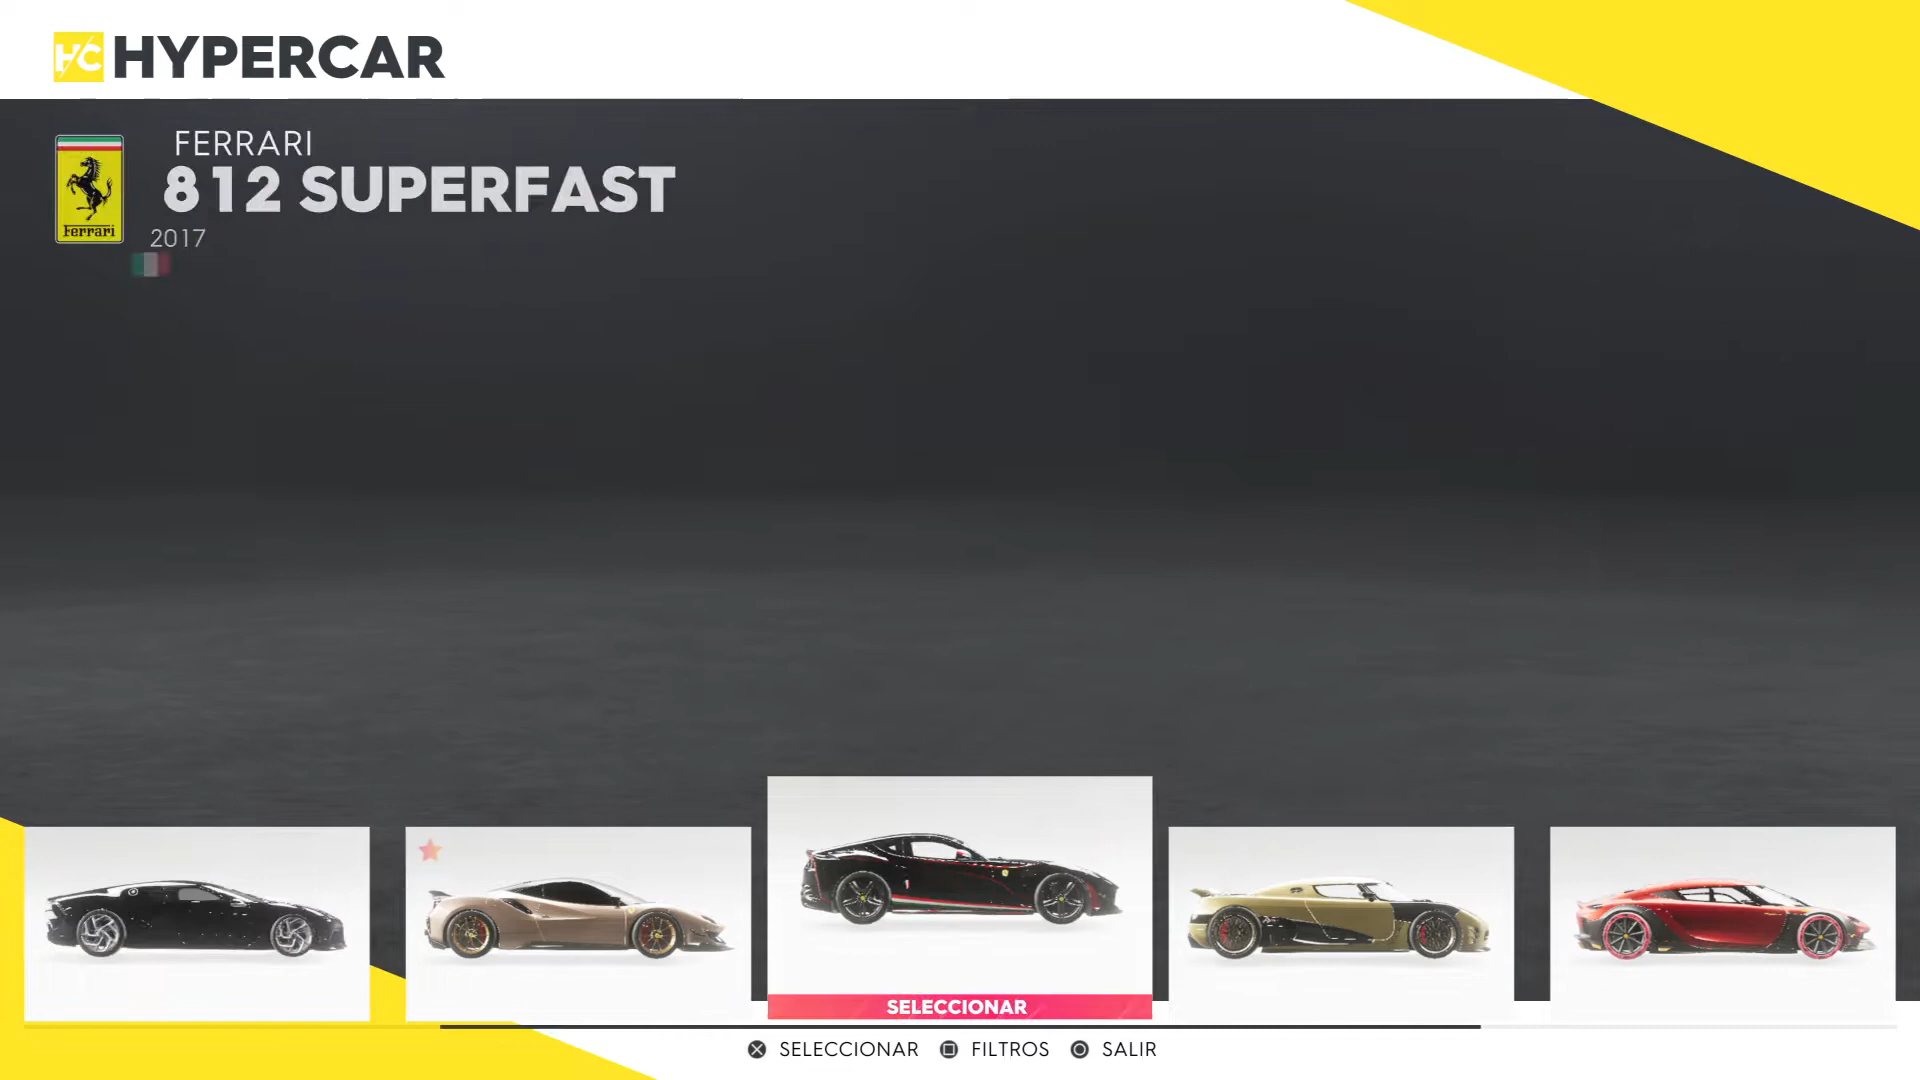 H/C HYPERCAR
FERRARI
812 SUPERFAST
Ferrari
2017
SELECCIONAR
SELECCIONAR FILTROS SALIR